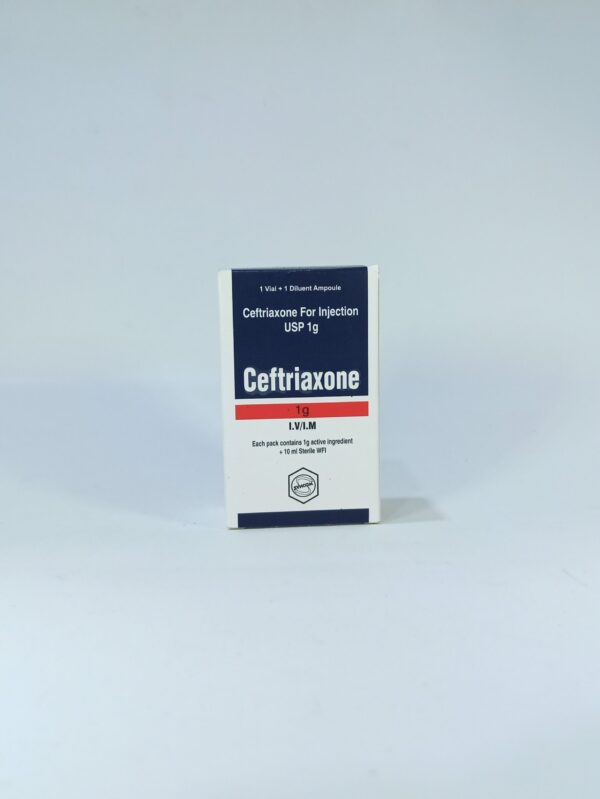 1 Vial + 1 Diluent Ampoule
Ceftriaxone For Injection
USP 1g
Ceftriaxone
1g
I.V/I.M
Each pack contains 1g active ingredient
+ 10 ml Sterile WFI